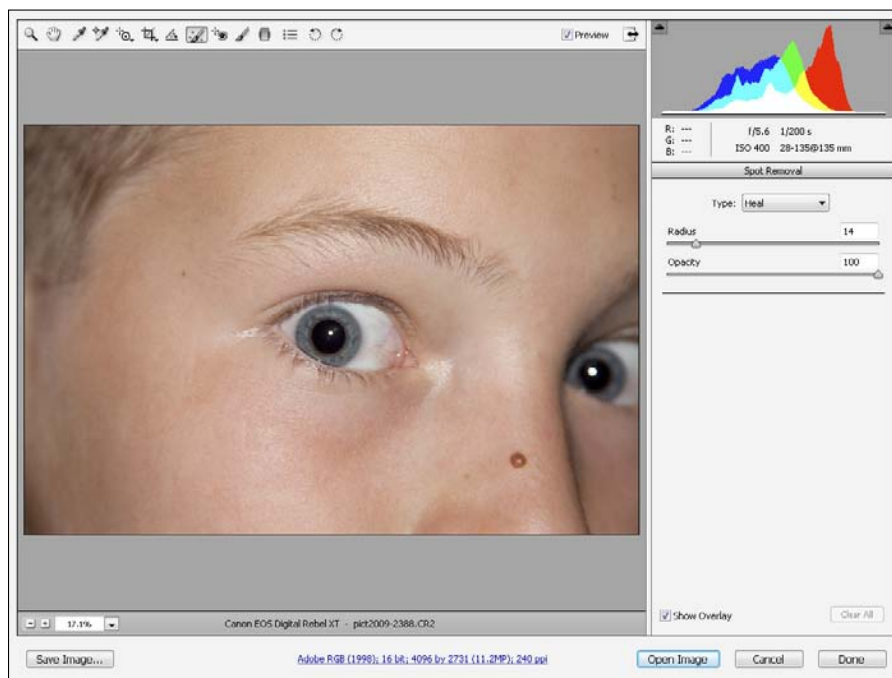 Preview
R: ---
G: ---
B: ---
f/5.6 1/200 s
ISO 400 28-135@135 mm
Spot Removal
Type: Heal
Radius 14
Opacity 100
Show Overlay
Clear All
17.1%
Canon EOS Digital Rebel XT - pict2009-2388.CR2
Save Image...
Adobe RGB (1998); 16 bit; 4096 by 2731 (11.2MP); 240 ppi
Open Image
Cancel
Done